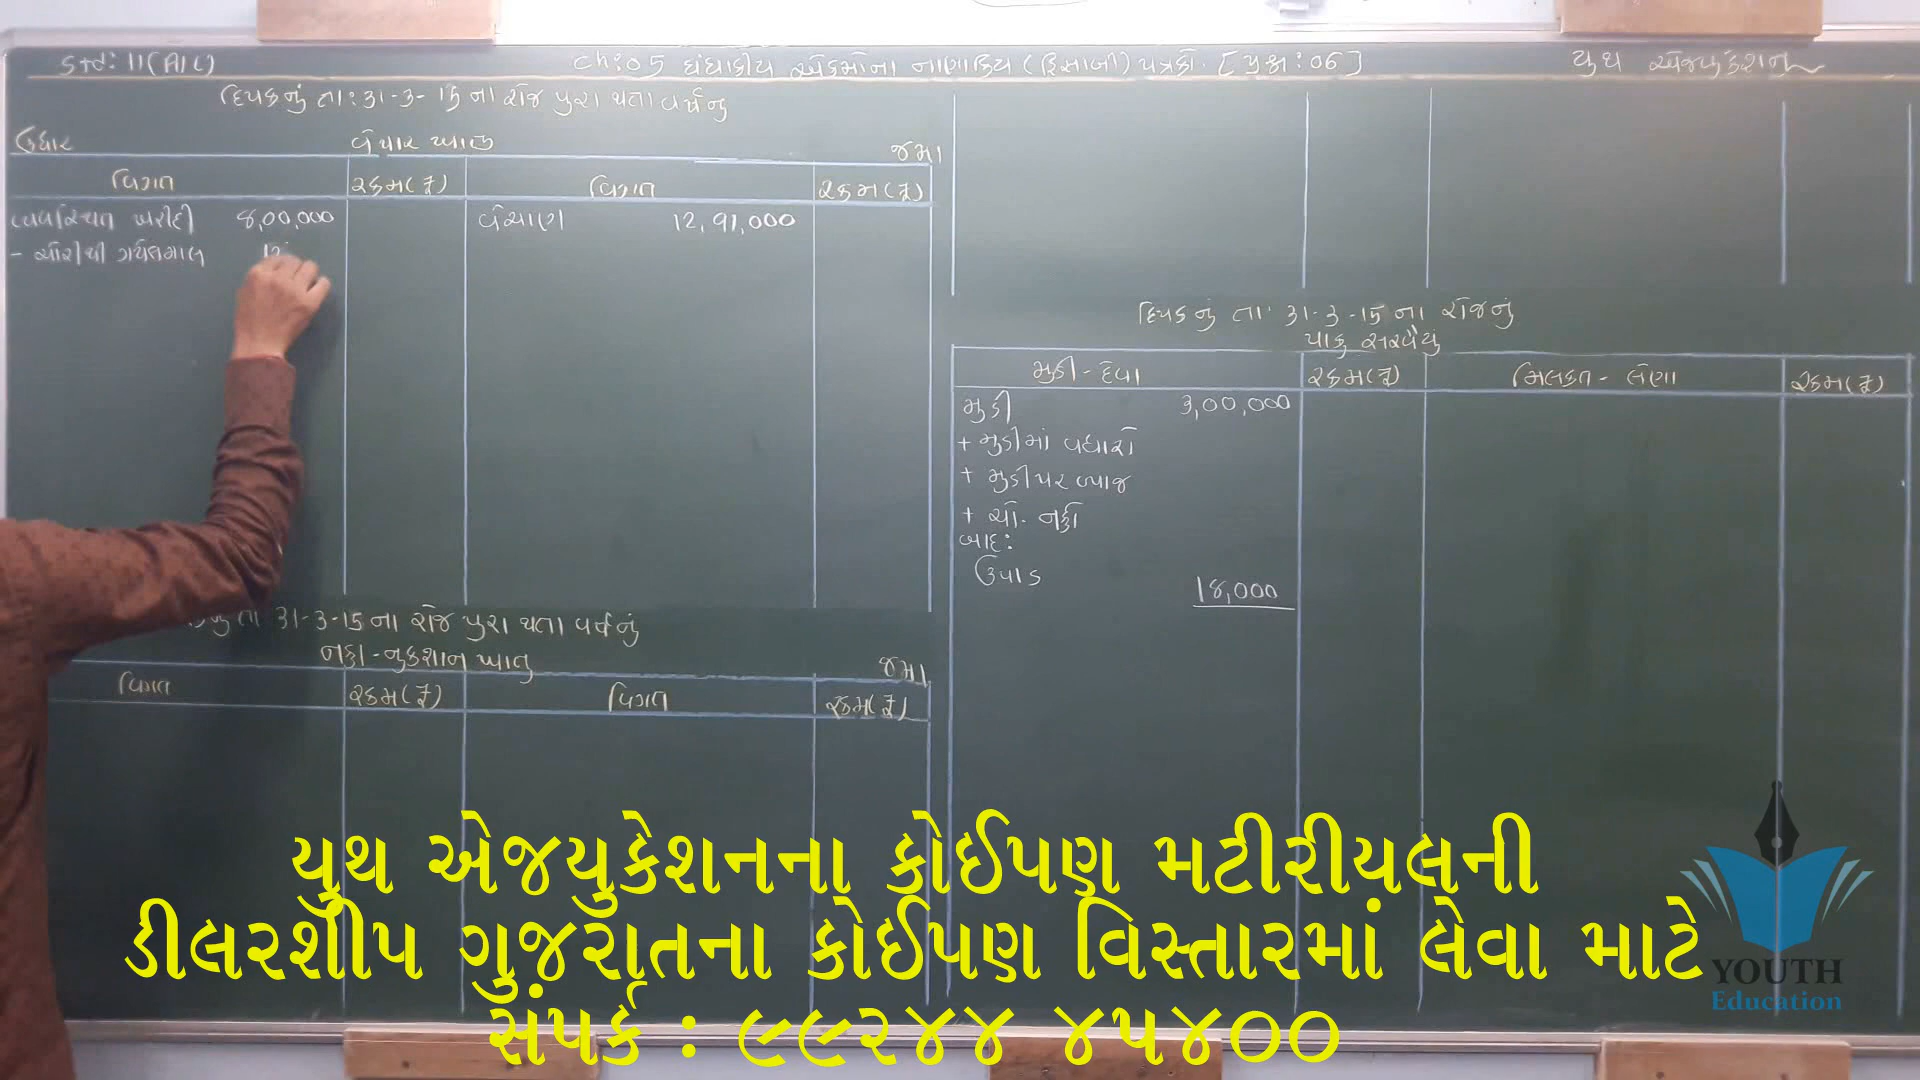 Std: 11 (A/C)
ch:05 ધંધાકીય એકમોના નાણાકિય (હિસાબી) પત્રકો. [પ્રશ્ન:06]
યુથ એજ્યુકેશન
દિપકનું તા: 31-3-15 ના રોજ પુરા થતા વર્ષનું
ઉધાર વેપાર ખાતુ જમા
વિગત રકમ(₹) વિગત રકમ(₹)
વેચાણ 12,91,000
ખરીદી 8,00,000
- ચોરીથી ગયેલમાલ 12
તા 31-3-15 ના રોજ પુરા થતા વર્ષનું
નફા-નુકશાન ખાતુ જમા
વિગત રકમ(₹) વિગત રકમ(₹)
દિપકનું તા: 31-3-15 ના રોજનું
પાકુ સરવૈયું
મુડી-દેવા રકમ(₹) મિલકત-લેણા રકમ(₹)
મુડી 3,00,000
+ મુડીમાં વધારો
+ મુડી પર વ્યાજ
+ ચો. નફો
બાદ:
ઉપાડ 18,000
યુથ એજયુકેશનના કોઈપણ મટીરીયલની
ડીલરશીપ ગુજરાતના કોઈપણ વિસ્તારમાં લેવા માટે
સંપર્ક : ૯૯૨૪૪ ૪૫૪૦૦
YOUTH
Education